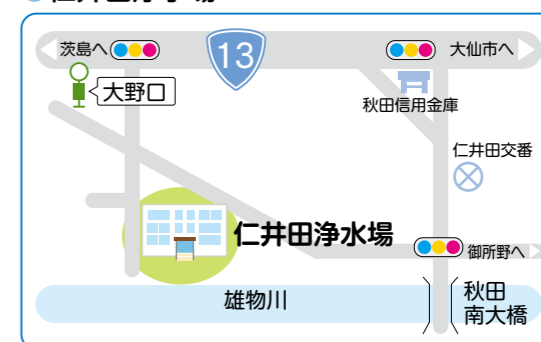 茨島へ
13
大仙市へ
大野口
秋田信用金庫
仁井田交番
仁井田浄水場
御所野へ
雄物川
秋田
南大橋